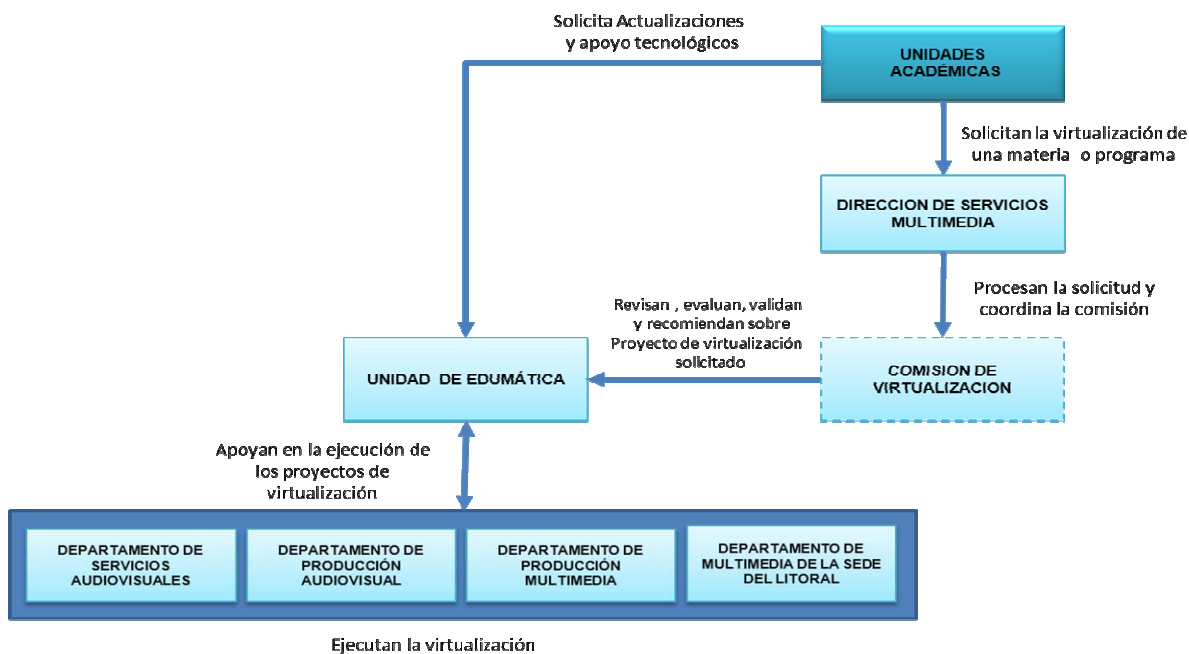 Solicita Actualizaciones
y apoyo tecnológicos
UNIDADES
ACADÉMICAS
Solicitan la virtualización de
una materia o programa
DIRECCION DE SERVICIOS
MULTIMEDIA
Procesan la solicitud y
coordina la comisión
Revisan , evaluan, validan
y recomiendan sobre
Proyecto de virtualización
solicitado
COMISION DE
VIRTUALIZACION
UNIDAD DE EDUMÁTICA
Apoyan en la ejecución de
los proyectos de
virtualización
DEPARTAMENTO DE
SERVICIOS
AUDIOVISUALES
DEPARTAMENTO DE
PRODUCCIÓN
AUDIOVISUAL
DEPARTAMENTO DE
PRODUCCIÓN
MULTIMEDIA
DEPARTAMENTO DE
MULTIMEDIA DE LA SEDE
DEL LITORAL
Ejecutan la virtualización